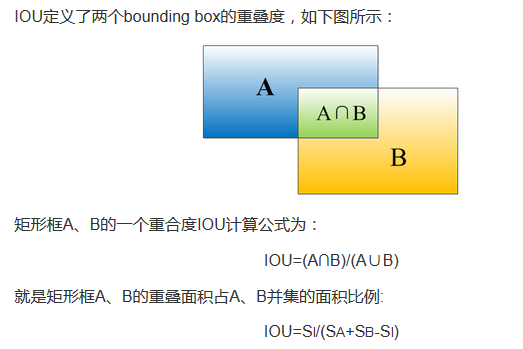 IOU定义了两个bounding box的重叠度，如下图所示：
A
A∩B
B
矩形框A、B的一个重合度IOU计算公式为：
IOU=(A∩B)/(A∪B)
就是矩形框A、B的重叠面积占A、B并集的面积比例:
IOU=SI/(SA+SB-SI)